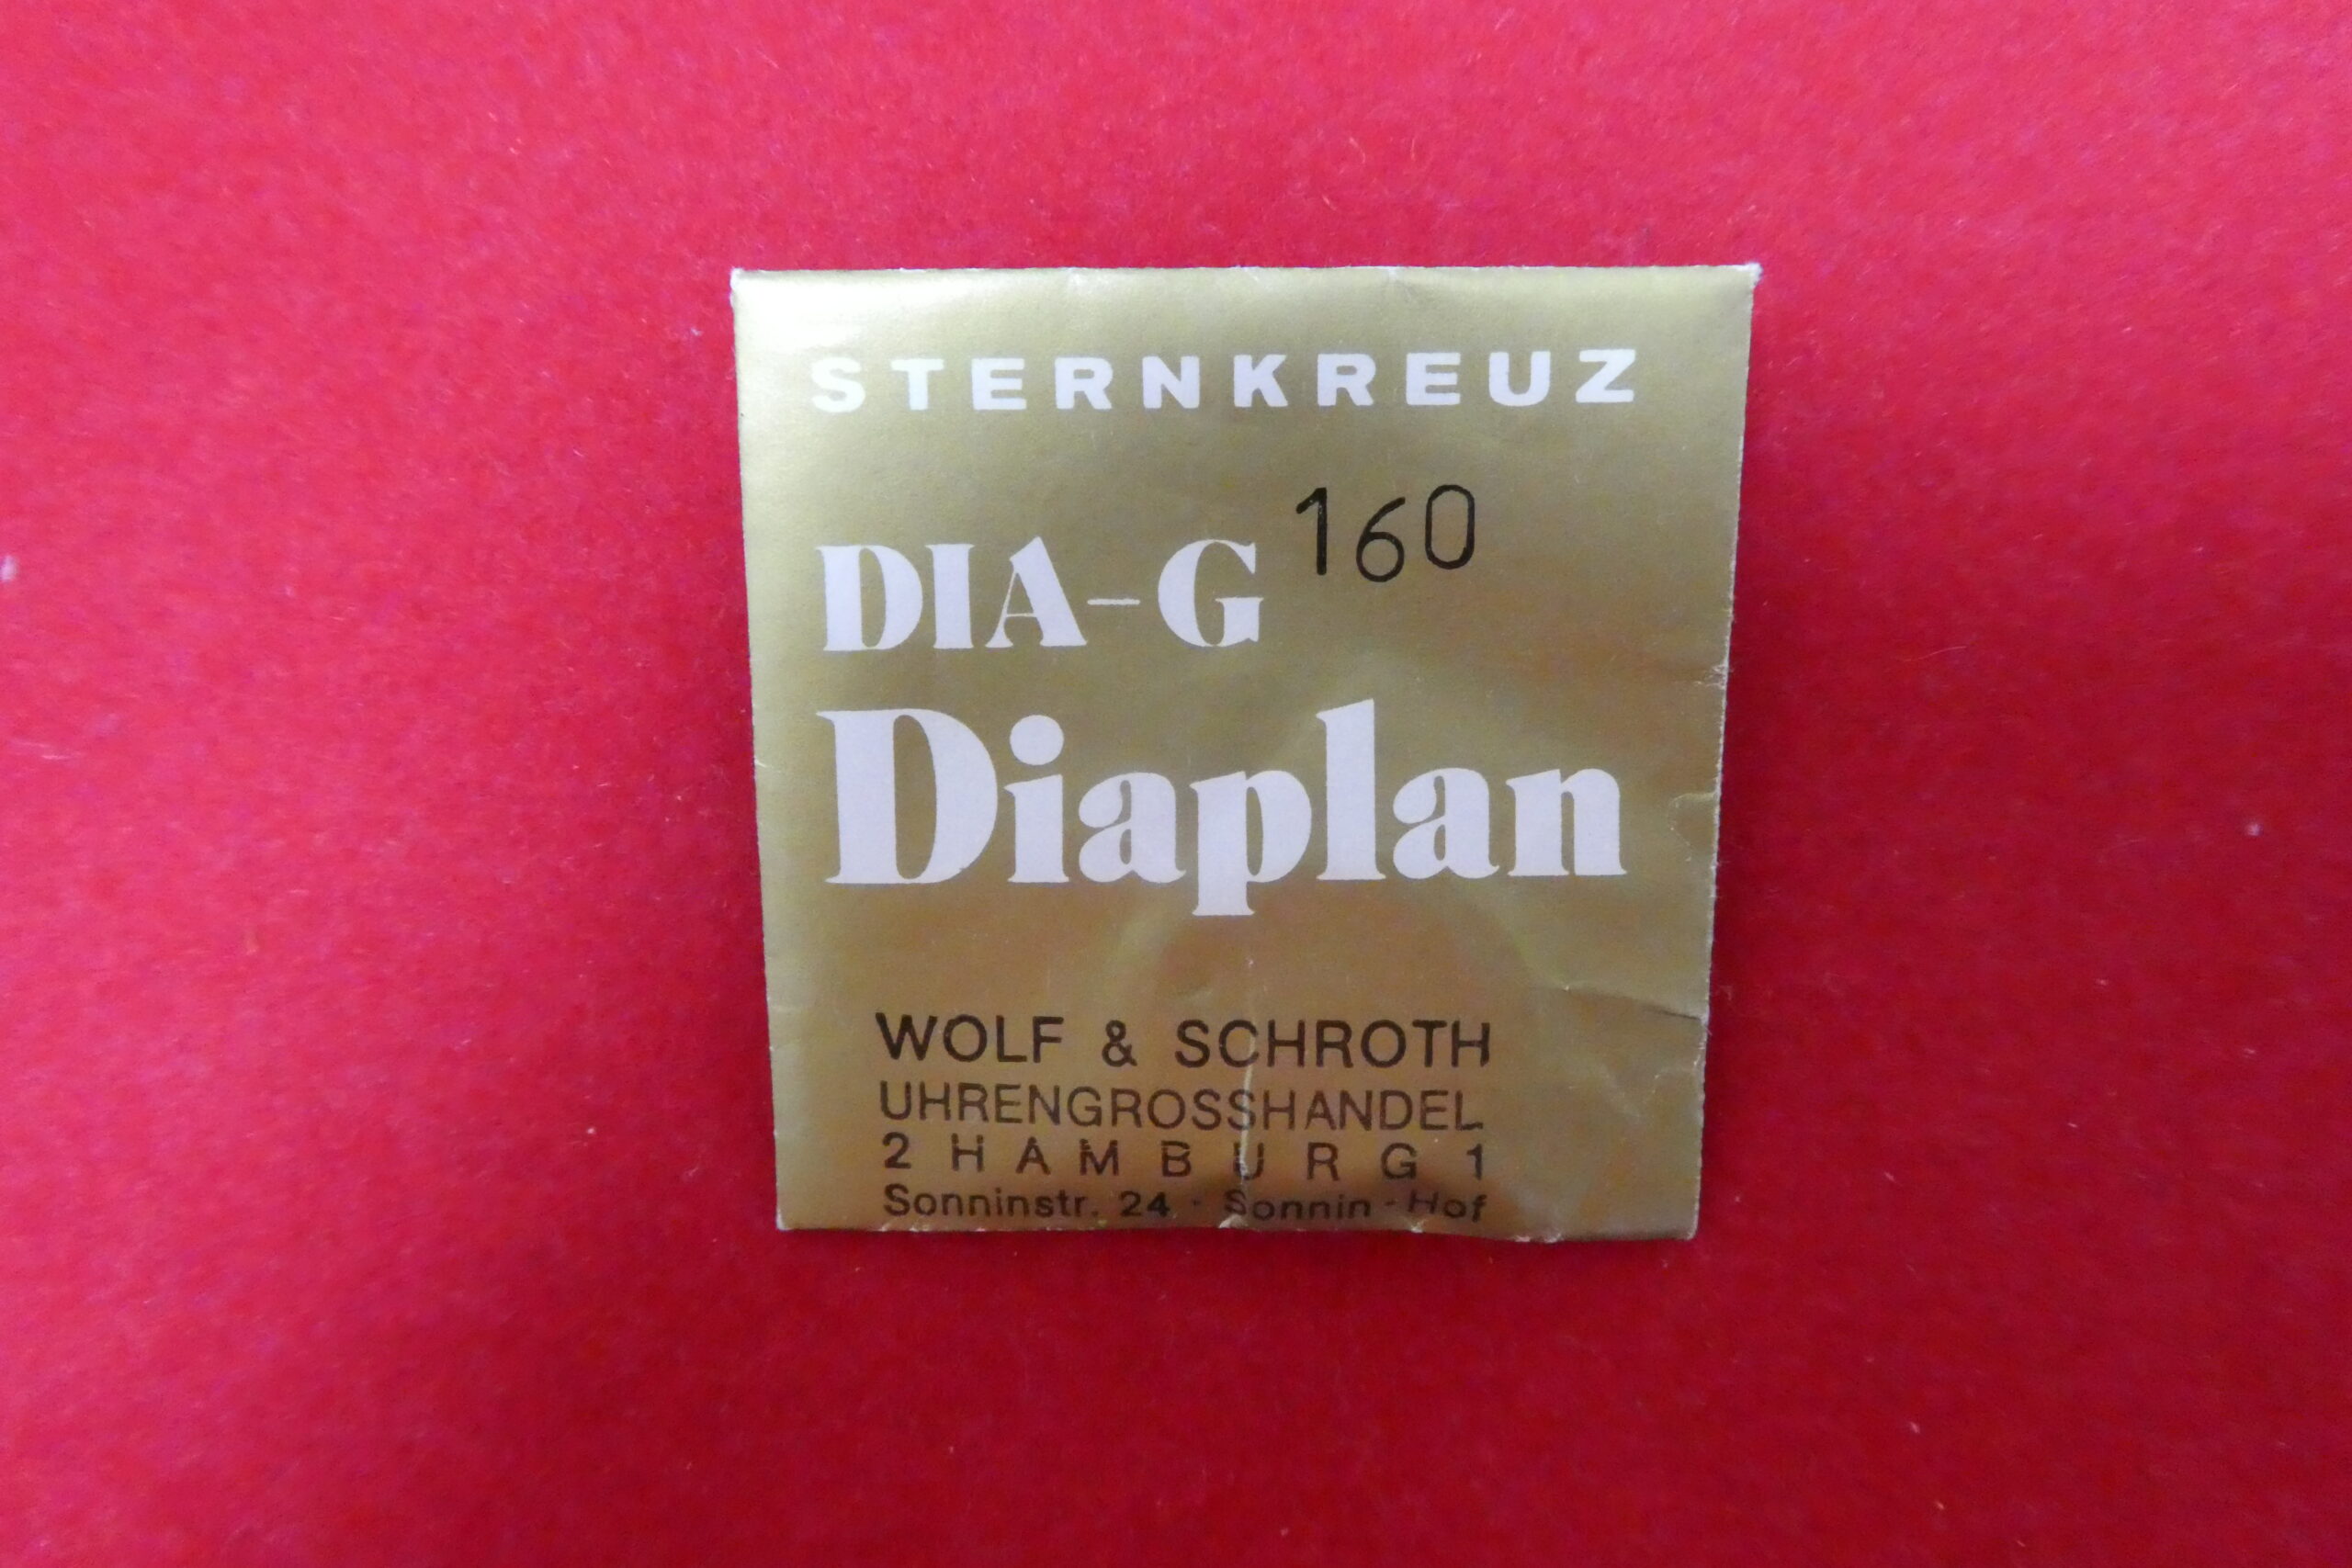 STERNKREUZ
DIA-G 160
Diaplan
WOLF & SCHROTH
UHRENGROSSHANDEL
2 HAMBURG 1
Sonninstr. 24 · Sonnin-Hof